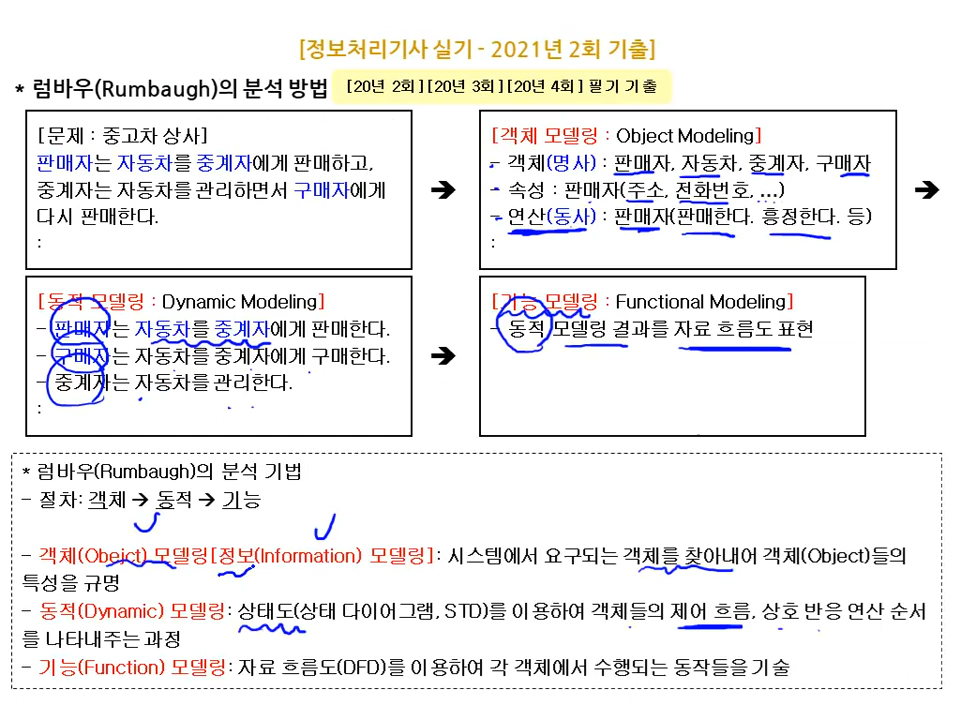 [정보처리기사 실기 - 2021년 2회 기출]
* 럼바우(Rumbaugh)의 분석 방법 [20년 2회][20년 3회][20년 4회] 필기 기출
[문제 : 중고차 상사]
판매자는 자동차를 중계자에게 판매하고,
중계자는 자동차를 관리하면서 구매자에게
다시 판매한다.
:
[객체 모델링 : Object Modeling]
- 객체(명사) : 판매자, 자동차, 중계자, 구매자
- 속성 : 판매자(주소, 전화번호, ...)
- 연산(동사) : 판매자(판매한다. 흥정한다. 등)
:
[동적 모델링 : Dynamic Modeling]
- 판매자는 자동차를 중계자에게 판매한다.
- 구매자는 자동차를 중계자에게 구매한다.
- 중계자는 자동차를 관리한다.
:
[기능 모델링 : Functional Modeling]
- 동적 모델링 결과를 자료 흐름도 표현
* 럼바우(Rumbaugh)의 분석 기법
- 절차: 객체 → 동적 → 기능
- 객체(Obejct) 모델링[정보(Information) 모델링]: 시스템에서 요구되는 객체를 찾아내어 객체(Object)들의
특성을 규명
- 동적(Dynamic) 모델링: 상태도(상태 다이어그램, STD)를 이용하여 객체들의 제어 흐름, 상호 반응 연산 순서
를 나타내주는 과정
- 기능(Function) 모델링: 자료 흐름도(DFD)를 이용하여 각 객체에서 수행되는 동작들을 기술